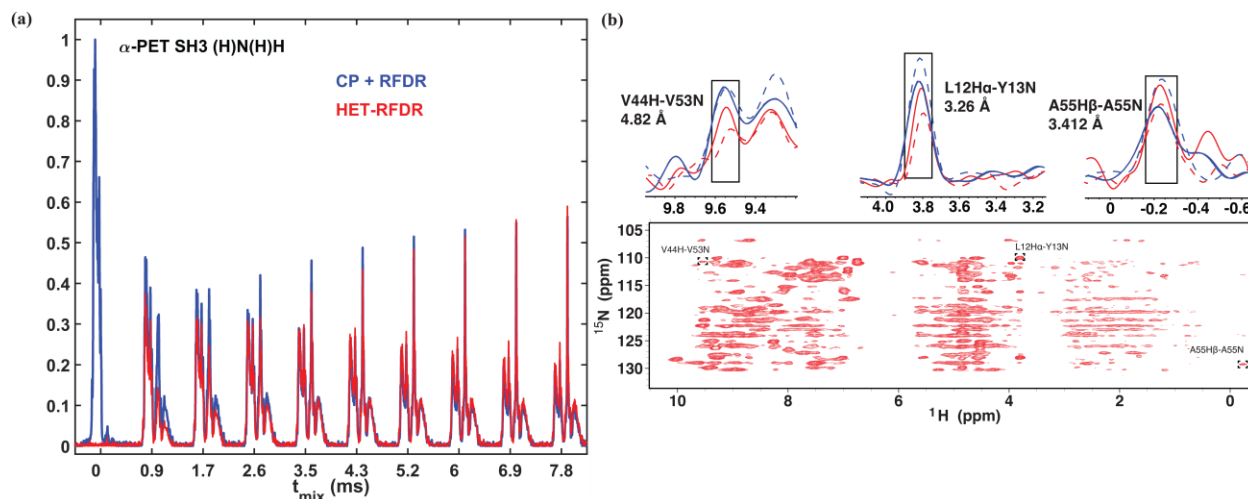 (a)
α-PET SH3 (H)N(H)H
CP + RFDR
HET-RFDR
1
0.9
0.8
0.7
0.6
0.5
0.4
0.3
0.2
0.1
0
0 0.9 1.7 2.6 3.5 4.3 5.2 6 6.9 7.8
tmix (ms)
(b)
V44H-V53N
4.82 Å
9.8 9.6 9.4
L12Hα-Y13N
3.26 Å
4.0 3.8 3.6 3.4 3.2
A55Hβ-A55N
3.412 Å
0 -0.2 -0.4 -0.6
V44H-V53N
L12Hα-Y13N
A55Hβ-A55N
105
110
115
120
125
130
15N (ppm)
10 8 6 4 2 0
1H (ppm)